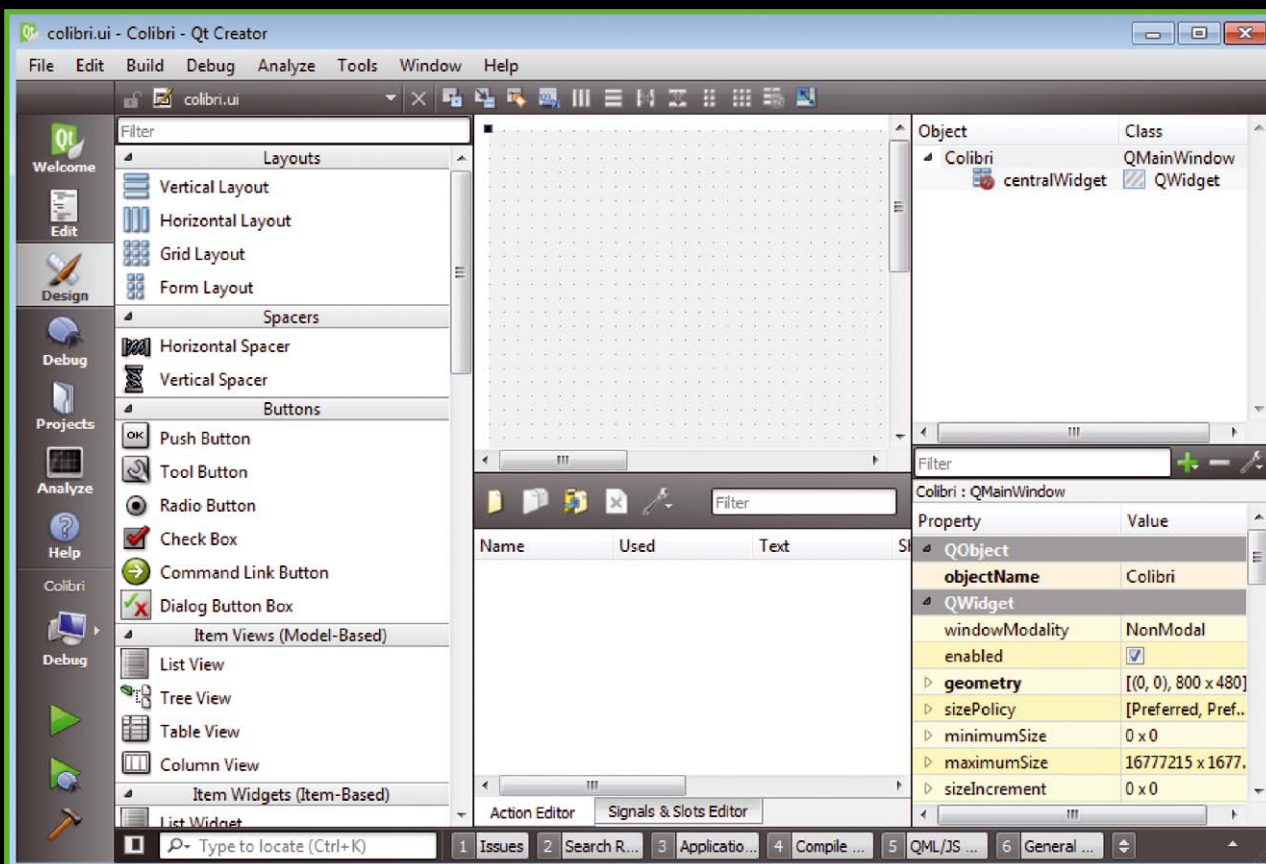 colibri.ui - Colibri - Qt Creator
File Edit Build Debug Analyze Tools Window Help
colibri.ui
Welcome
Edit
Design
Debug
Projects
Analyze
Help
Colibri
Debug
Filter
Layouts
Vertical Layout
Horizontal Layout
Grid Layout
Form Layout
Spacers
Horizontal Spacer
Vertical Spacer
Buttons
OK Push Button
Tool Button
Radio Button
Check Box
Command Link Button
Dialog Button Box
Item Views (Model-Based)
List View
Tree View
Table View
Column View
Item Widgets (Item-Based)
List Widget
Filter
Name Used Text
Action Editor Signals & Slots Editor
Object Class
Colibri QMainWindow
centralWidget QWidget
Filter
Colibri : QMainWindow
Property Value
QObject
objectName Colibri
QWidget
windowModality NonModal
enabled
geometry [(0, 0), 800 x 480]
sizePolicy [Preferred, Pref...
minimumSize 0 x 0
maximumSize 16777215 x 1677...
sizeIncrement 0 x 0
Type to locate (Ctrl+K) 1 Issues 2 Search R... 3 Applicatio... 4 Compile ... 5 QML/JS ... 6 General ...